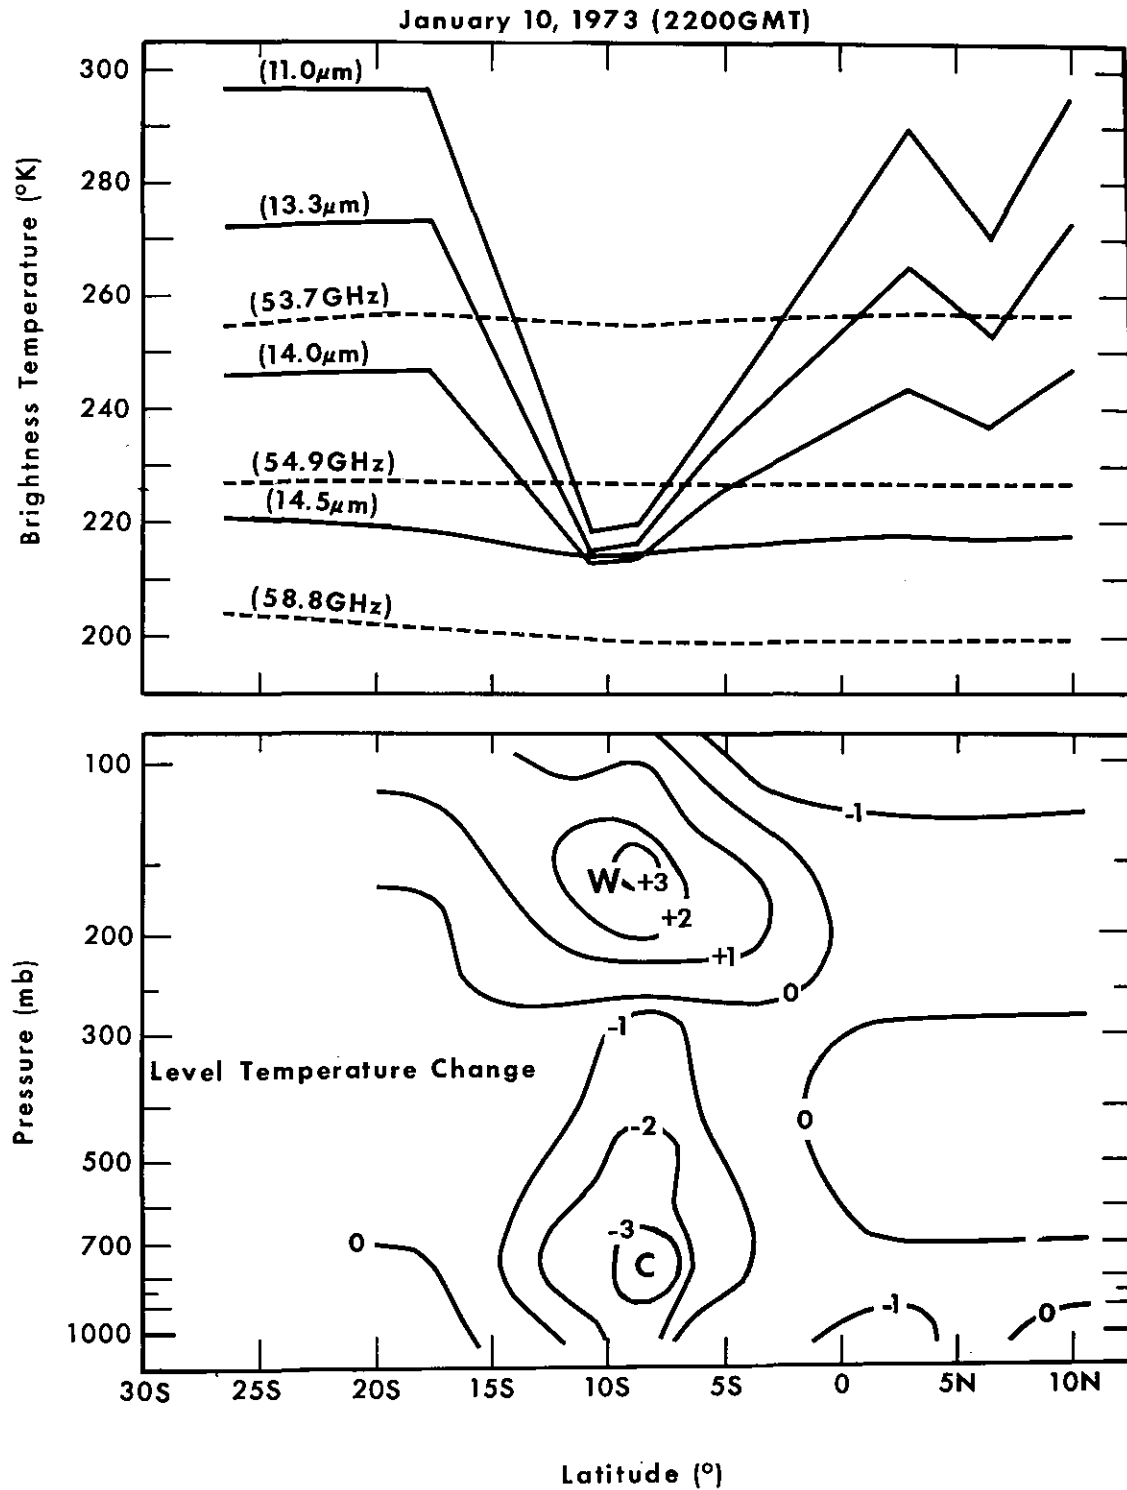 January 10, 1973 (2200GMT)
300
(11.0µm)
280
(13.3µm)
260
(53.7GHz)
(14.0µm)
240
(54.9GHz)
(14.5µm)
220
(58.8GHz)
200
Brightness Temperature (°K)
100
-1
W
+3
+2
200
+1
0
300
-1
Level Temperature Change
0
-2
500
-3
700
0
C
-1
0
1000
Pressure (mb)
30S 25S 20S 15S 10S 5S 0 5N 10N
Latitude (°)